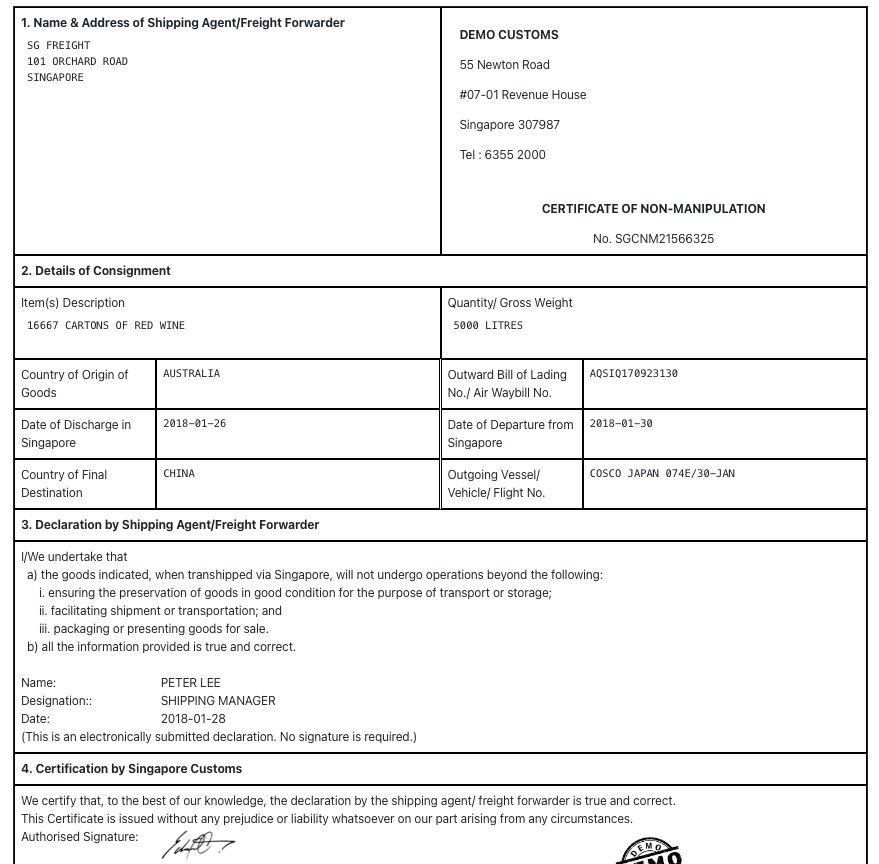 1. Name & Address of Shipping Agent/Freight Forwarder
SG FREIGHT
101 ORCHARD ROAD
SINGAPORE
DEMO CUSTOMS
55 Newton Road
#07-01 Revenue House
Singapore 307987
Tel : 6355 2000
CERTIFICATE OF NON-MANIPULATION
No. SGCNM21566325
2. Details of Consignment
Item(s) Description
16667 CARTONS OF RED WINE
Quantity/ Gross Weight
5000 LITRES
Country of Origin of
Goods
AUSTRALIA
Outward Bill of Lading
No./ Air Waybill No.
AQSIQ170923130
Date of Discharge in
Singapore
2018-01-26
Date of Departure from
Singapore
2018-01-30
Country of Final
Destination
CHINA
Outgoing Vessel/
Vehicle/ Flight No.
COSCO JAPAN 074E/30-JAN
3. Declaration by Shipping Agent/Freight Forwarder
I/We undertake that
a) the goods indicated, when transhipped via Singapore, will not undergo operations beyond the following:
i. ensuring the preservation of goods in good condition for the purpose of transport or storage;
ii. facilitating shipment or transportation; and
iii. packaging or presenting goods for sale.
b) all the information provided is true and correct.
Name: PETER LEE
Designation:: SHIPPING MANAGER
Date: 2018-01-28
(This is an electronically submitted declaration. No signature is required.)
4. Certification by Singapore Customs
We certify that, to the best of our knowledge, the declaration by the shipping agent/ freight forwarder is true and correct.
This Certificate is issued without any prejudice or liability whatsoever on our part arising from any circumstances.
Authorised Signature:
DEMO
DEMO